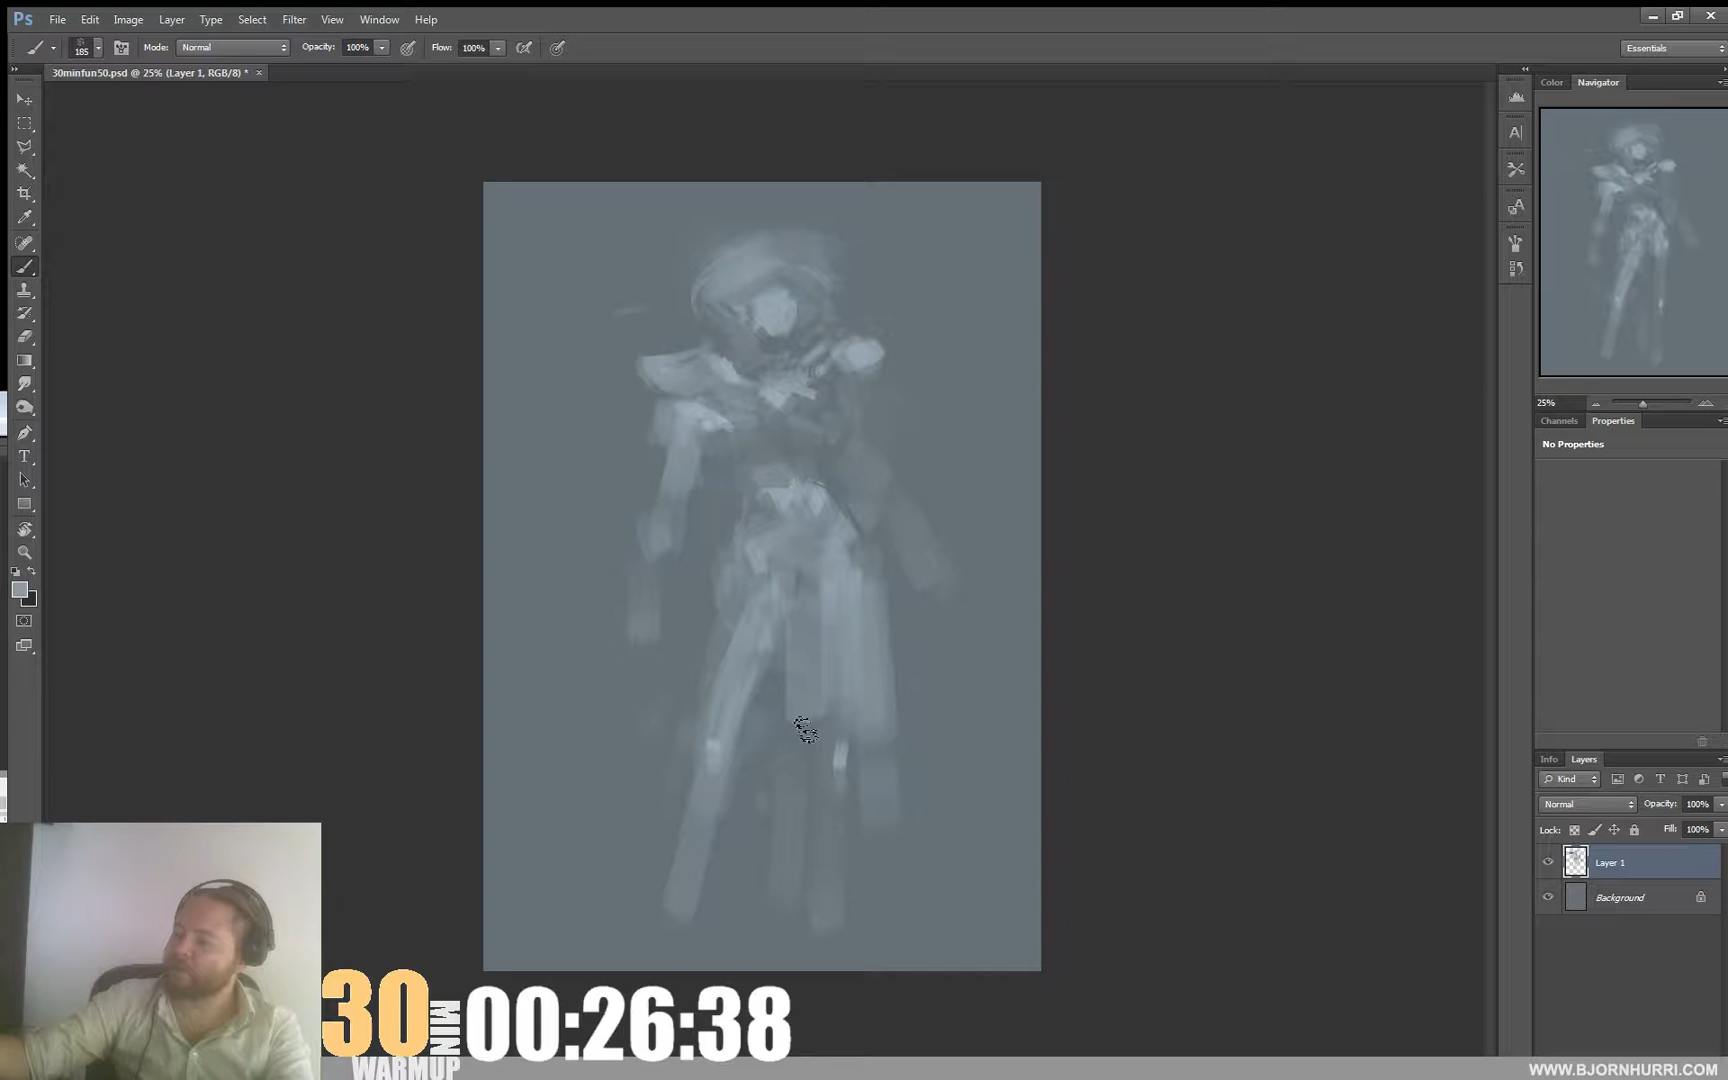 Ps File Edit Image Layer Type Select Filter View Window Help
185 Mode: Normal Opacity: 100% Flow: 100% Essentials
30minfun50.psd @ 25% (Layer 1, RGB/8) * ×
Color Navigator
25%
Channels Properties
No Properties
Info Layers
Kind
Normal Opacity: 100%
Lock: Fill: 100%
Layer 1
Background
30 MIN WARMUP 00:26:38
WWW.BJORNHURRI.COM